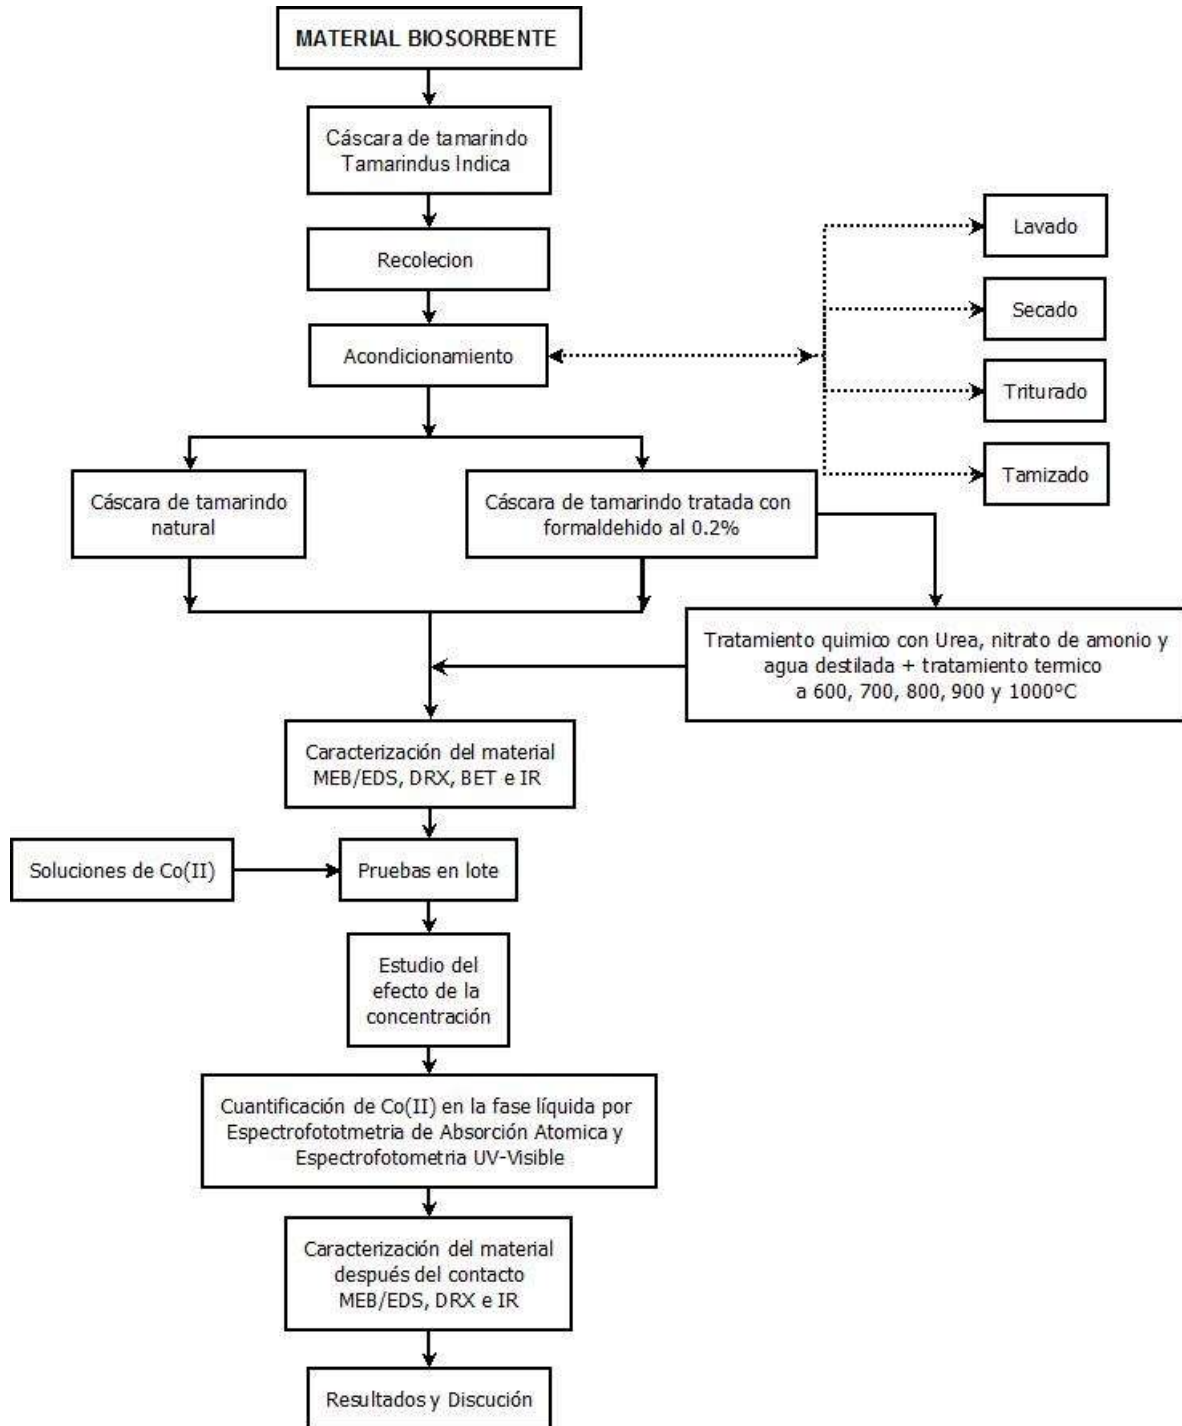 MATERIAL BIOSORBENTE
Cáscara de tamarindo
Tamarindus Indica
Recolecion
Acondicionamiento
Lavado
Secado
Triturado
Tamizado
Cáscara de tamarindo
natural
Cáscara de tamarindo tratada con
formaldehido al 0.2%
Tratamiento quimico con Urea, nitrato de amonio y
agua destilada + tratamiento termico
a 600, 700, 800, 900 y 1000ºC
Caracterización del material
MEB/EDS, DRX, BET e IR
Soluciones de Co(II)
Pruebas en lote
Estudio del
efecto de la
concentración
Cuantificación de Co(II) en la fase líquida por
Espectrofototmetria de Absorción Atomica y
Espectrofotometria UV-Visible
Caracterización del material
después del contacto
MEB/EDS, DRX e IR
Resultados y Discución